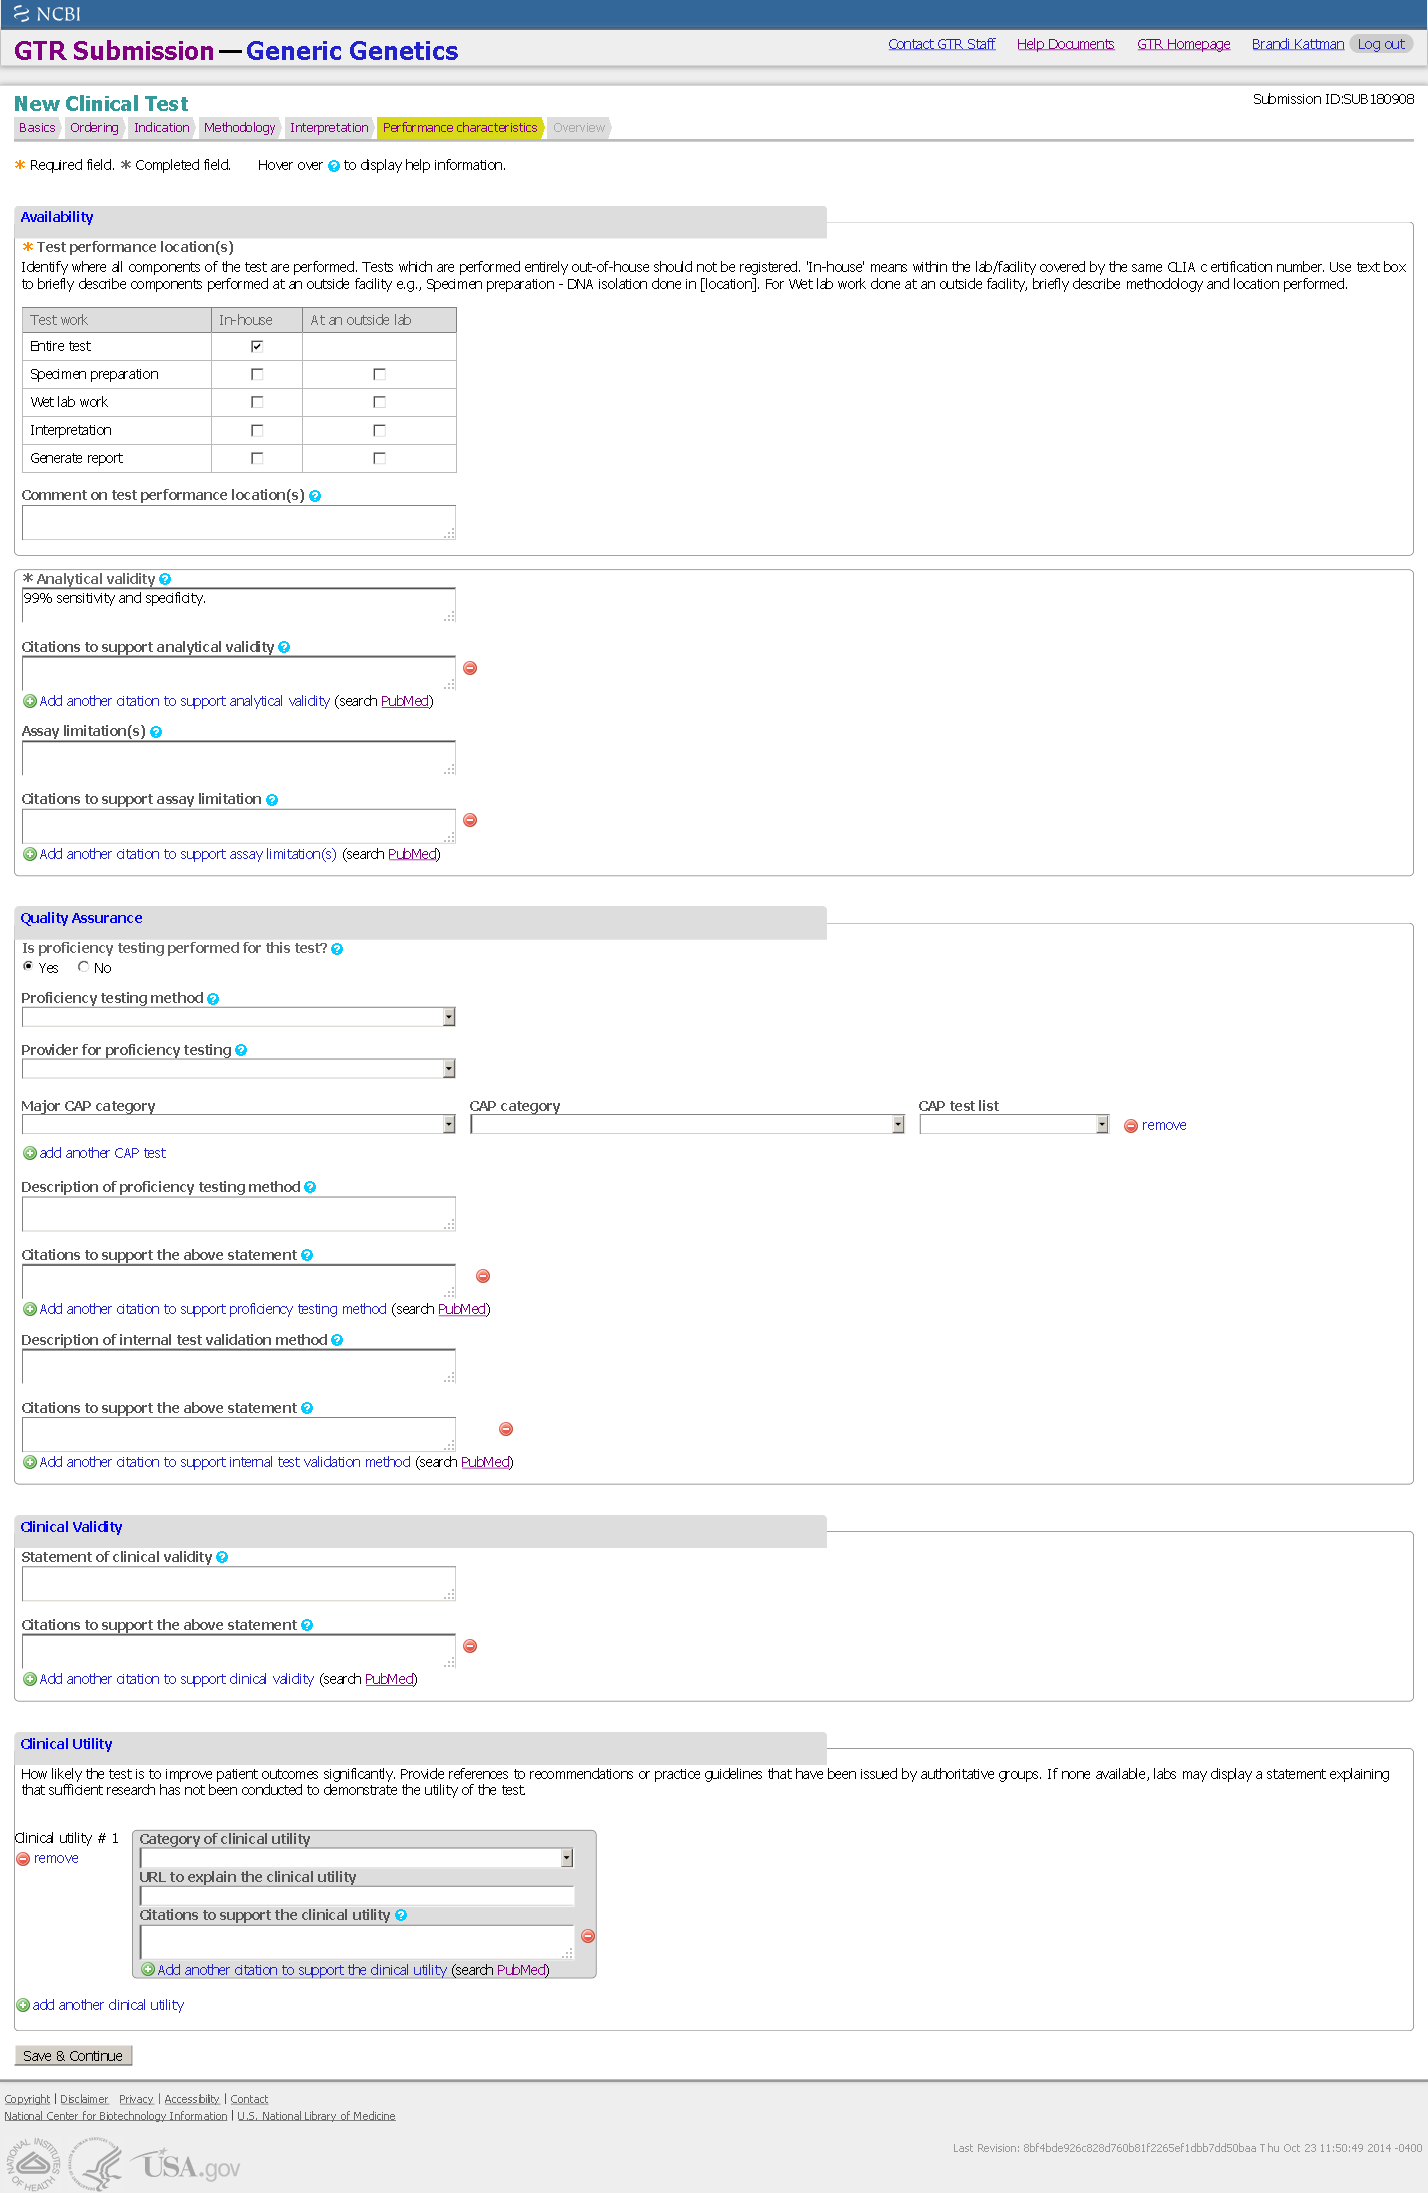 NCBI
GTR Submission — Generic Genetics
Contact GTR Staff Help Documents GTR Homepage Brandi Kattman Log out
New Clinical Test
Submission ID:SUB180908
Basics Ordering Indication Methodology Interpretation Performance characteristics Overview
* Required field. * Completed field. Hover over ? to display help information.
Availability
* Test performance location(s)
Identify where all components of the test are performed. Tests which are performed entirely out-of-house should not be registered. 'In-house' means within the lab/facility covered by the same CLIA certification number. Use text box
to briefly describe components performed at an outside facility e.g., Specimen preparation - DNA isolation done in [location]. For Wet lab work done at an outside facility, briefly describe methodology and location performed.
Test work In-house At an outside lab
Entire test
Specimen preparation
Wet lab work
Interpretation
Generate report
Comment on test performance location(s) ?
* Analytical validity ?
99% sensitivity and specificity.
Citations to support analytical validity ?
Add another citation to support analytical validity (search PubMed)
Assay limitation(s) ?
Citations to support assay limitation ?
Add another citation to support assay limitation(s) (search PubMed)
Quality Assurance
Is proficiency testing performed for this test? ?
Yes No
Proficiency testing method ?
Provider for proficiency testing ?
Major CAP category CAP category CAP test list
remove
add another CAP test
Description of proficiency testing method ?
Citations to support the above statement ?
Add another citation to support proficiency testing method (search PubMed)
Description of internal test validation method ?
Citations to support the above statement ?
Add another citation to support internal test validation method (search PubMed)
Clinical Validity
Statement of clinical validity ?
Citations to support the above statement ?
Add another citation to support clinical validity (search PubMed)
Clinical Utility
How likely the test is to improve patient outcomes significantly. Provide references to recommendations or practice guidelines that have been issued by authoritative groups. If none available, labs may display a statement explaining
that sufficient research has not been conducted to demonstrate the utility of the test.
Clinical utility # 1
remove
Category of clinical utility
URL to explain the clinical utility
Citations to support the clinical utility ?
Add another citation to support the clinical utility (search PubMed)
add another clinical utility
Save & Continue
Copyright | Disclaimer Privacy | Accessibility | Contact
National Center for Biotechnology Information | U.S. National Library of Medicine
NATIONAL INSTITUTES OF HEALTH
USA.gov
Last Revision: 8bf4bde926c828d760b81f2265ef1dbb7dd50baa Thu Oct 23 11:50:49 2014 -0400